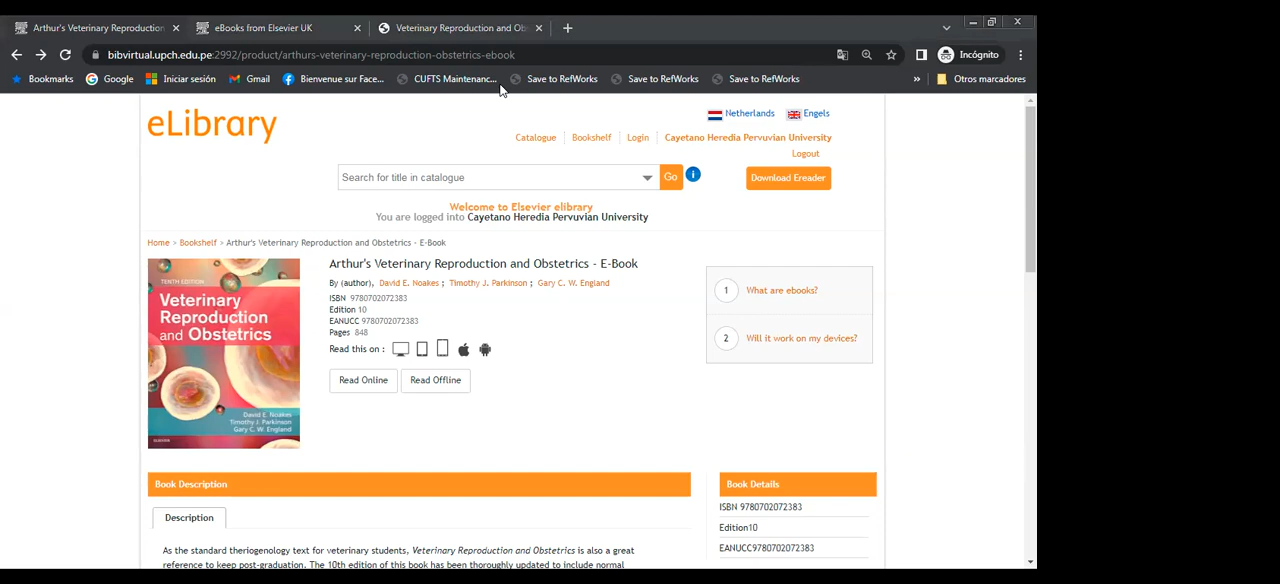 Arthur's Veterinary Reproduction
eBooks from Elsevier UK
Veterinary Reproduction and Ob
bibvirtual.upch.edu.pe:2992/product/arthurs-veterinary-reproduction-obstetrics-ebook
Incógnito
Bookmarks
Google
Iniciar sesión
Gmail
Bienvenue sur Face...
CUFTS Maintenanc...
Save to RefWorks
Save to RefWorks
Save to RefWorks
»
Otros marcadores
eLibrary
Netherlands
Engels
Catalogue
Bookshelf
Login
Cayetano Heredia Pervuvian University
Logout
Search for title in catalogue
Go
i
Download Ereader
Welcome to Elsevier elibrary
You are logged into Cayetano Heredia Pervuvian University
Home > Bookshelf > Arthur's Veterinary Reproduction and Obstetrics - E-Book
TENTH EDITION
Veterinary
Reproduction
and Obstetrics
David E. Noakes
Timothy J. Parkinson
Gary C. W. England
ELSEVIER
Arthur's Veterinary Reproduction and Obstetrics - E-Book
By (author), David E. Noakes ; Timothy J. Parkinson ; Gary C. W. England
ISBN 9780702072383
Edition 10
EANUCC 9780702072383
Pages 848
Read this on :
Read Online
Read Offline
1 What are ebooks?
2 Will it work on my devices?
Book Description
Description
As the standard theriogenology text for veterinary students, Veterinary Reproduction and Obstetrics is also a great
reference to keep post-graduation. The 10th edition of this book has been thoroughly updated to include normal
Book Details
ISBN 9780702072383
Edition10
EANUCC9780702072383